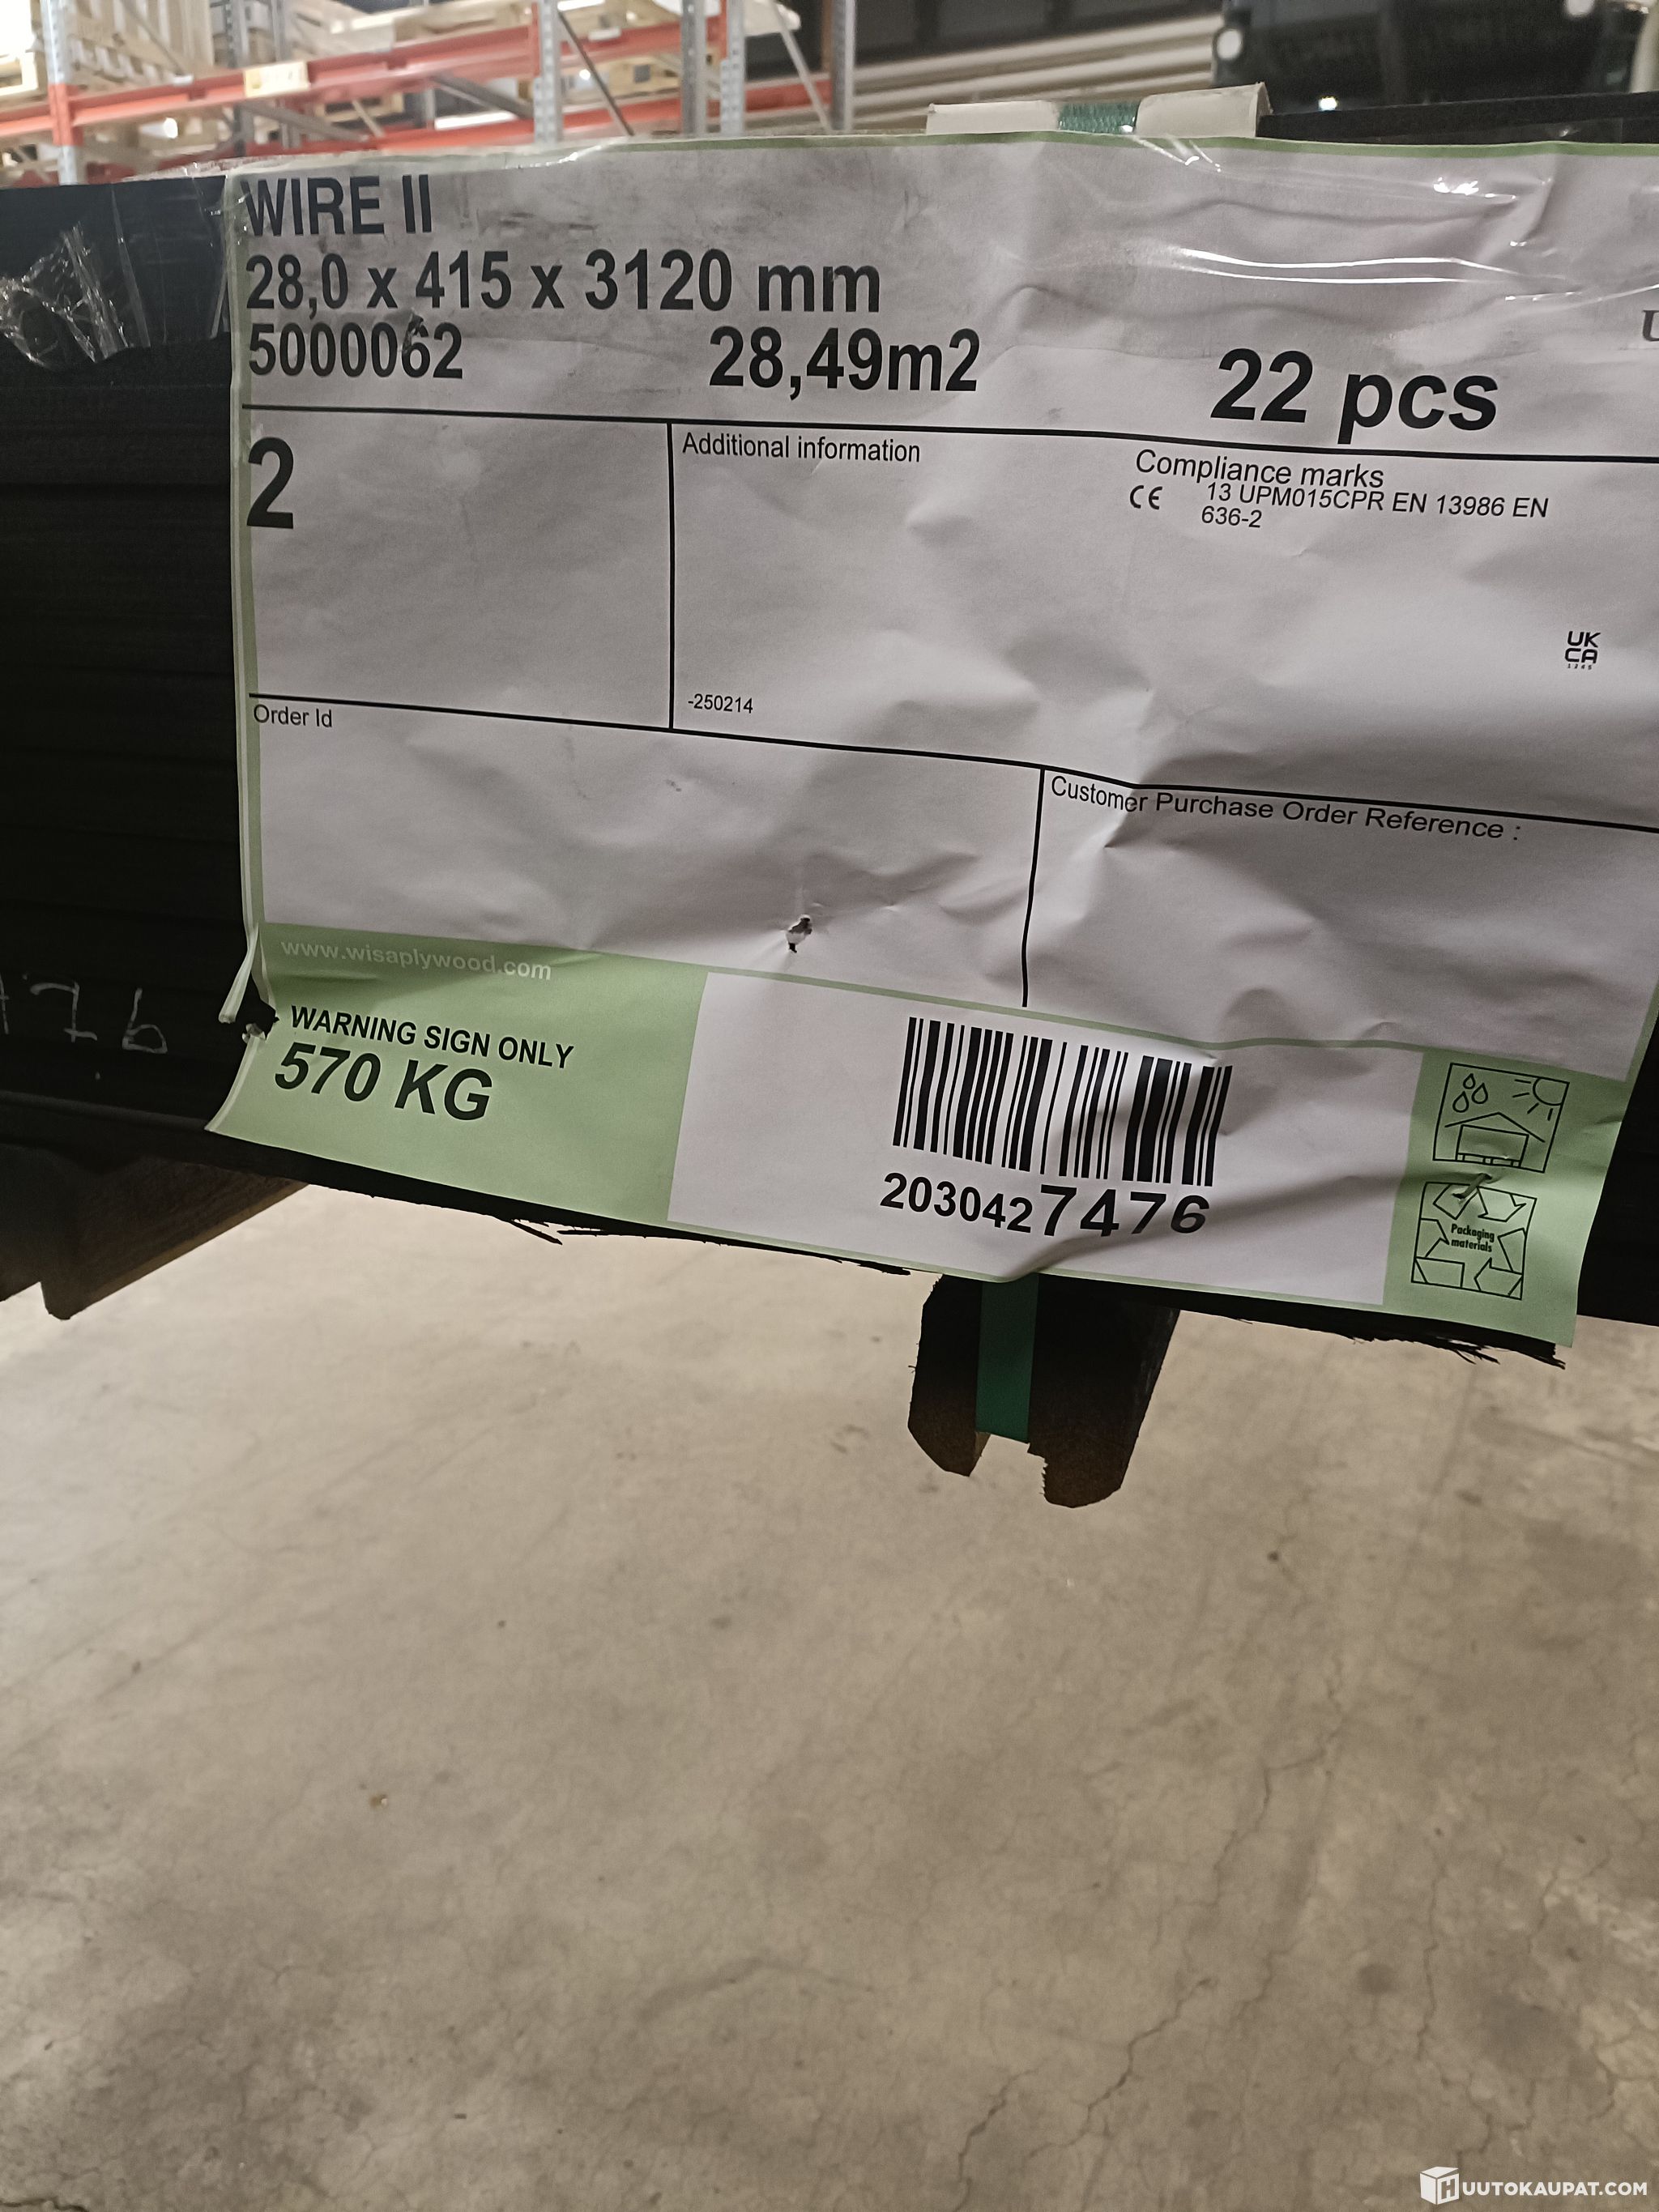 WIRE II
28,0 x 415 x 3120 mm
5000062 28,49m2 22 pcs
2
Additional information
-250214
Compliance marks
CE 13 UPM015CPR EN 13986 EN
636-2
UK
CA
Order Id
Customer Purchase Order Reference :
www.wisaplywood.com
WARNING SIGN ONLY
570 KG
2030427476
Packaging
materials
76
HUUTOKAUPAT.COM